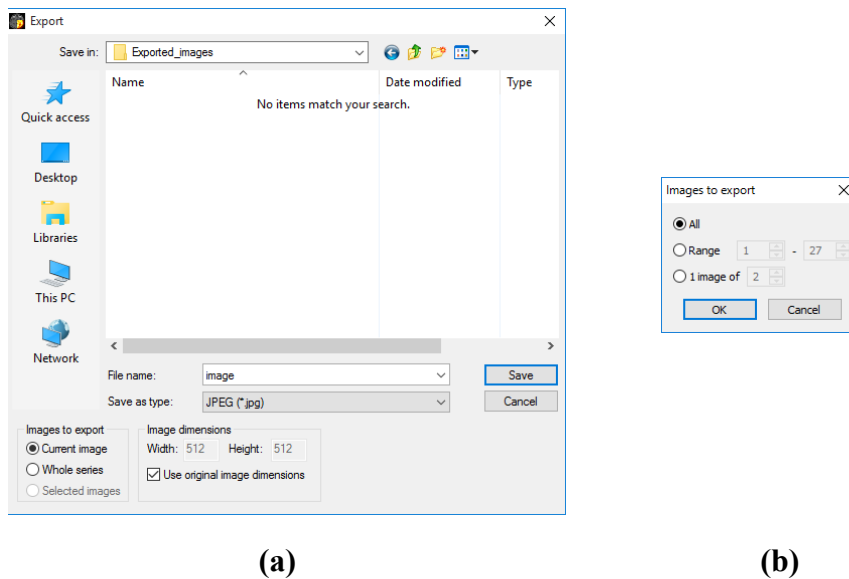 Export
Save in: Exported_images
Name Date modified Type
No items match your search.
Quick access
Desktop
Libraries
This PC
Network
File name: image Save
Save as type: JPEG (*.jpg) Cancel
Images to export Image dimensions
Current image Width: 512 Height: 512
Whole series Use original image dimensions
Selected images
(a)
Images to export
All
Range 1 - 27
1 image of 2
OK Cancel
(b)